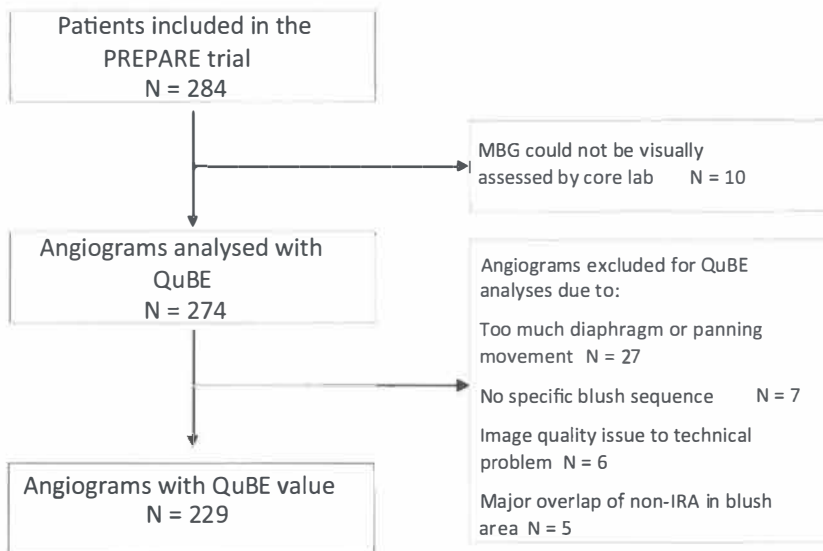 Patients included in the
PREPARE trial
N = 284
MBG could not be visually
assessed by core lab N = 10
Angiograms analysed with
QuBE
N = 274
Angiograms excluded for QuBE
analyses due to:
Too much diaphragm or panning
movement N = 27
No specific blush sequence N = 7
Image quality issue to technical
problem N = 6
Major overlap of non-IRA in blush
area N = 5
Angiograms with QuBE value
N = 229